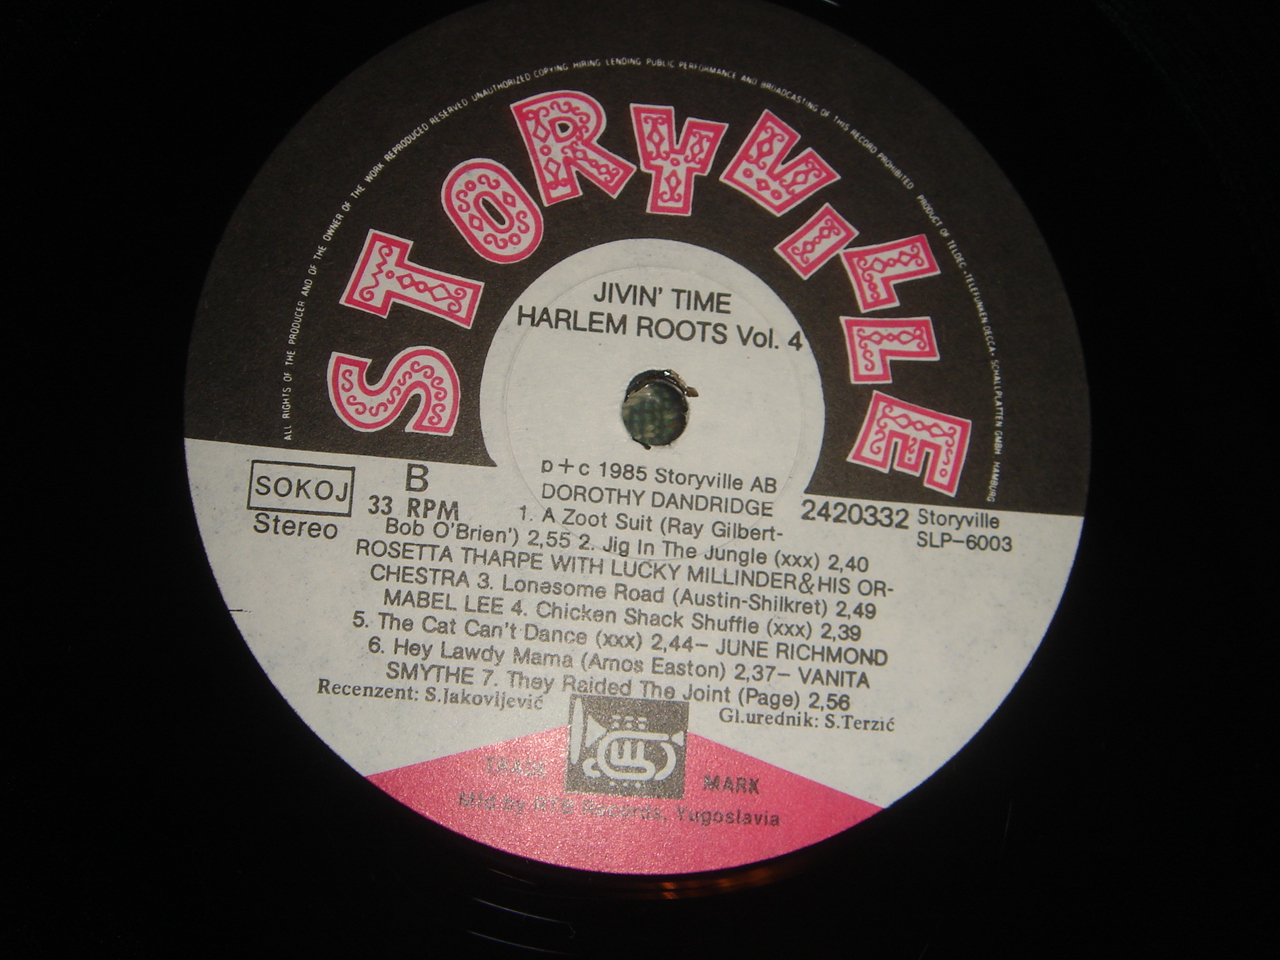 ALL RIGHTS OF THE PRODUCER AND OF THE OWNER OF THE WORK REPRODUCED RESERVED UNAUTHORIZED COPYING HIRING LENDING PUBLIC PERFORMANCE AND BROADCASTING OF THIS RECORD PROHIBITED PRODUCT OF TELDEC »TELEFUNKEN DECCA« SCHALLPLATTEN GMBH HAMBURG
STORYVILLE
JIVIN' TIME
HARLEM ROOTS Vol. 4
SOKOJ
Stereo
B
33 RPM
p+c 1985 Storyville AB
2420332 Storyville
SLP-6003
DOROTHY DANDRIDGE
1. A Zoot Suit (Ray Gilbert-
Bob O'Brien') 2,55 2. Jig In The Jungle (xxx) 2,40
ROSETTA THARPE WITH LUCKY MILLINDER&HIS OR-
CHESTRA 3. Lonesome Road (Austin-Shilkret) 2,49
MABEL LEE 4. Chicken Shack Shuffle (xxx) 2,39
5. The Cat Can't Dance (xxx) 2,44– JUNE RICHMOND
6. Hey Lawdy Mama (Amos Easton) 2,37– VANITA
SMYTHE 7. They Raided The Joint (Page) 2,56
Recenzent: S.Jakovljević
Gl.urednik: S.Terzić
TRADE MARK
Mfd by RTB Records, Yugoslavia